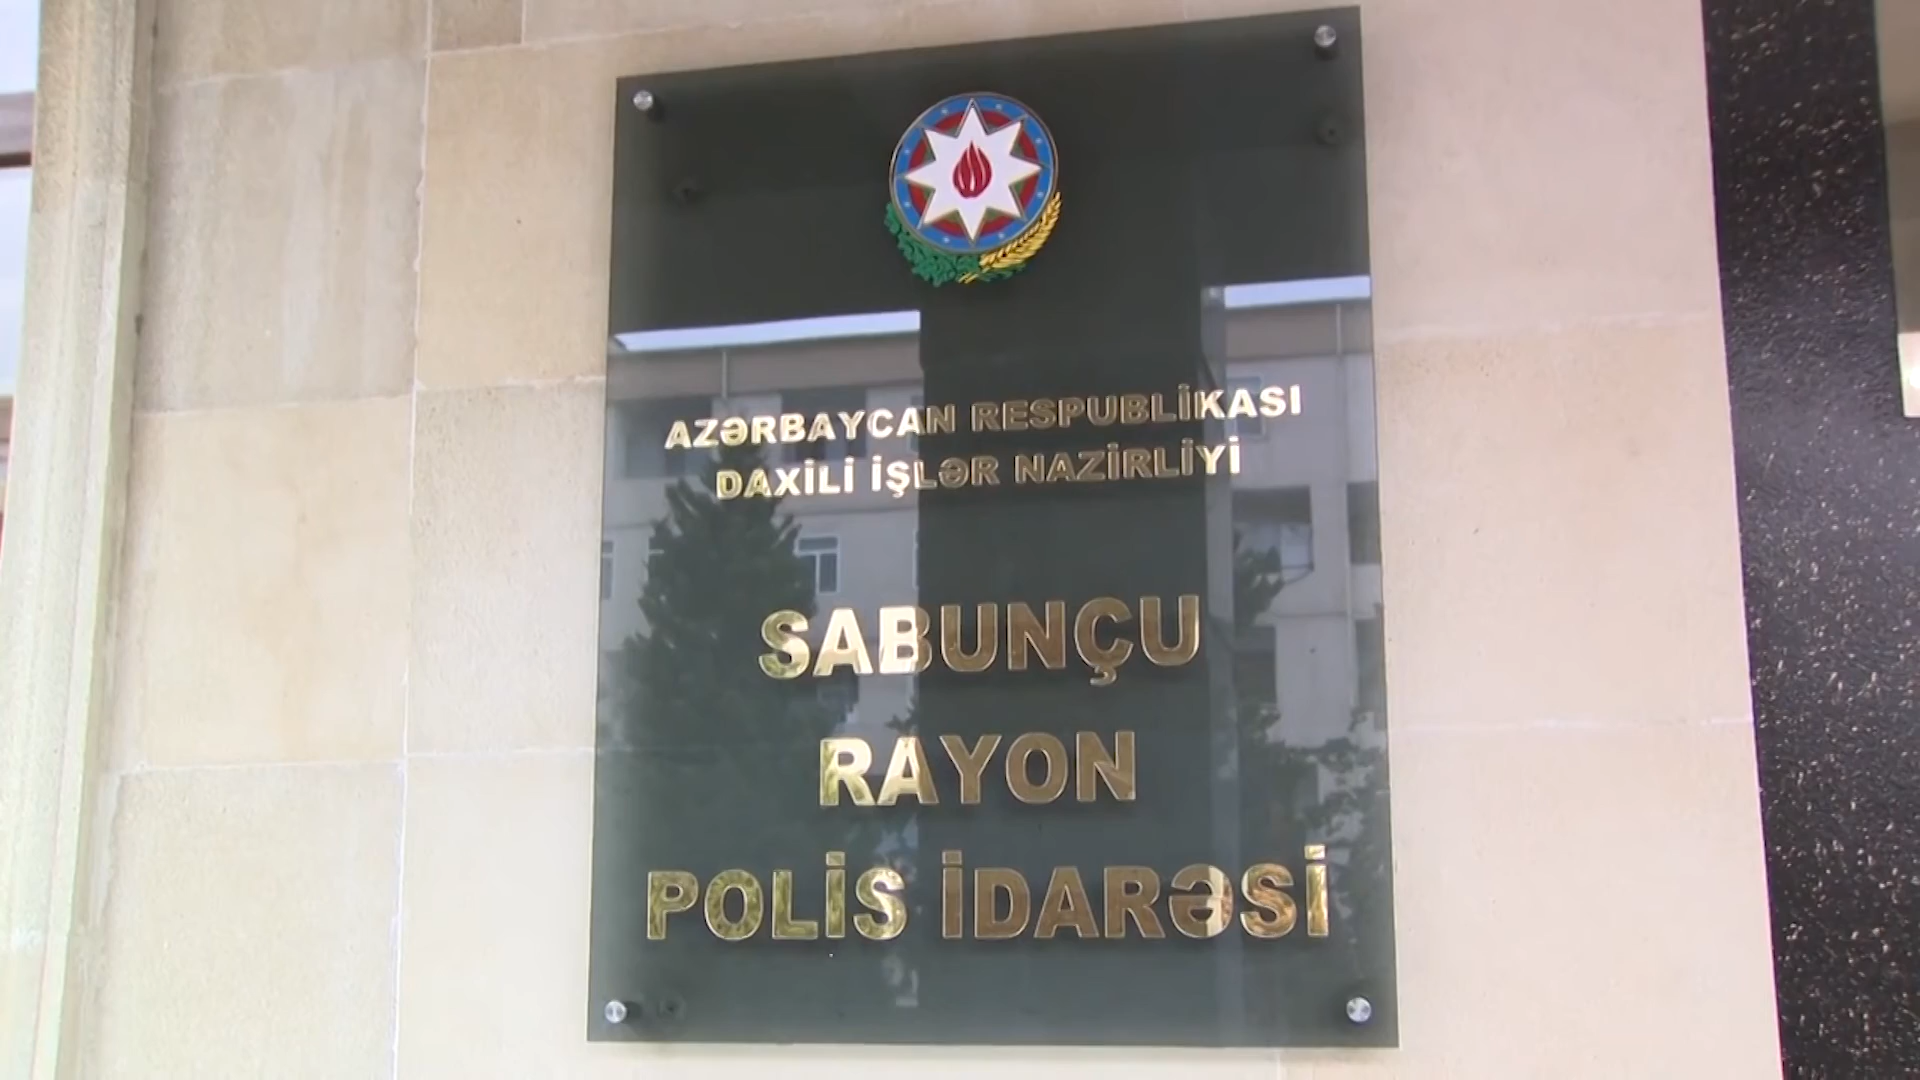 AZƏRBAYCAN RESPUBLİKASI
DAXİLİ İŞLƏR NAZİRLİYİ
SABUNÇU
RAYON
POLİS İDARƏSİ